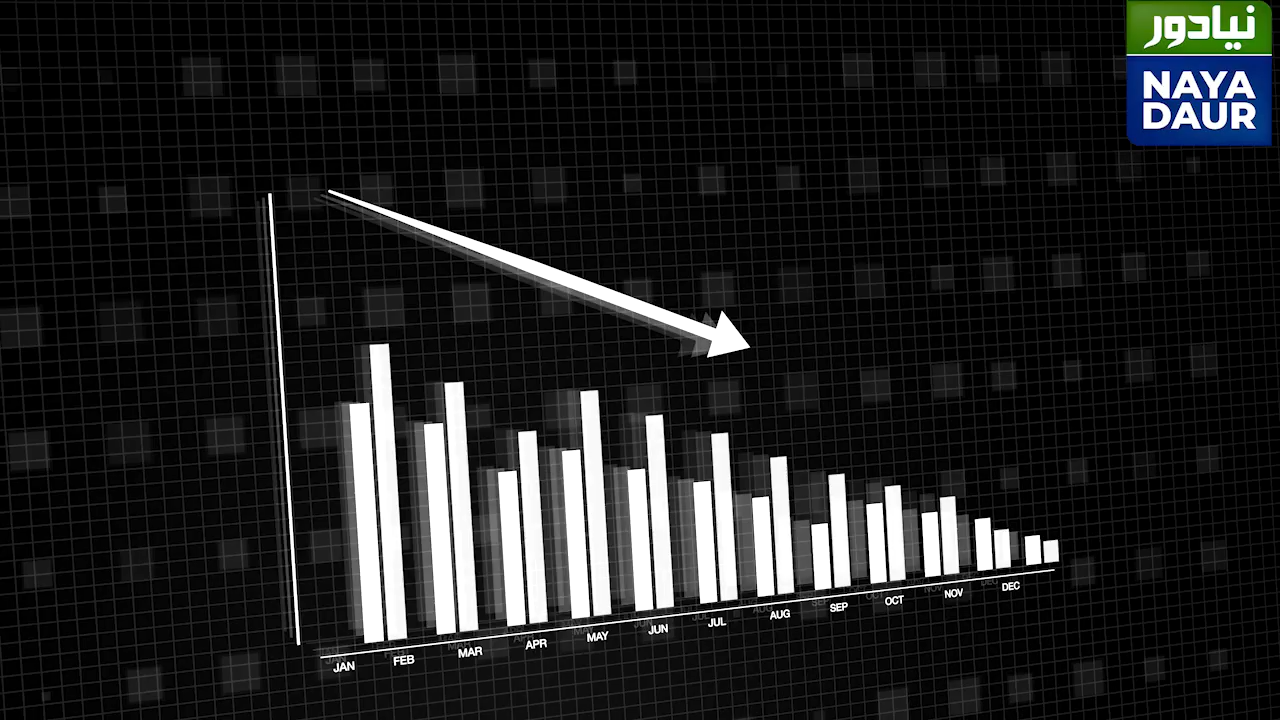 نیادور
NAYA
DAUR
JAN
FEB
MAR
APR
MAY
JUN
JUL
AUG
SEP
OCT
NOV
DEC